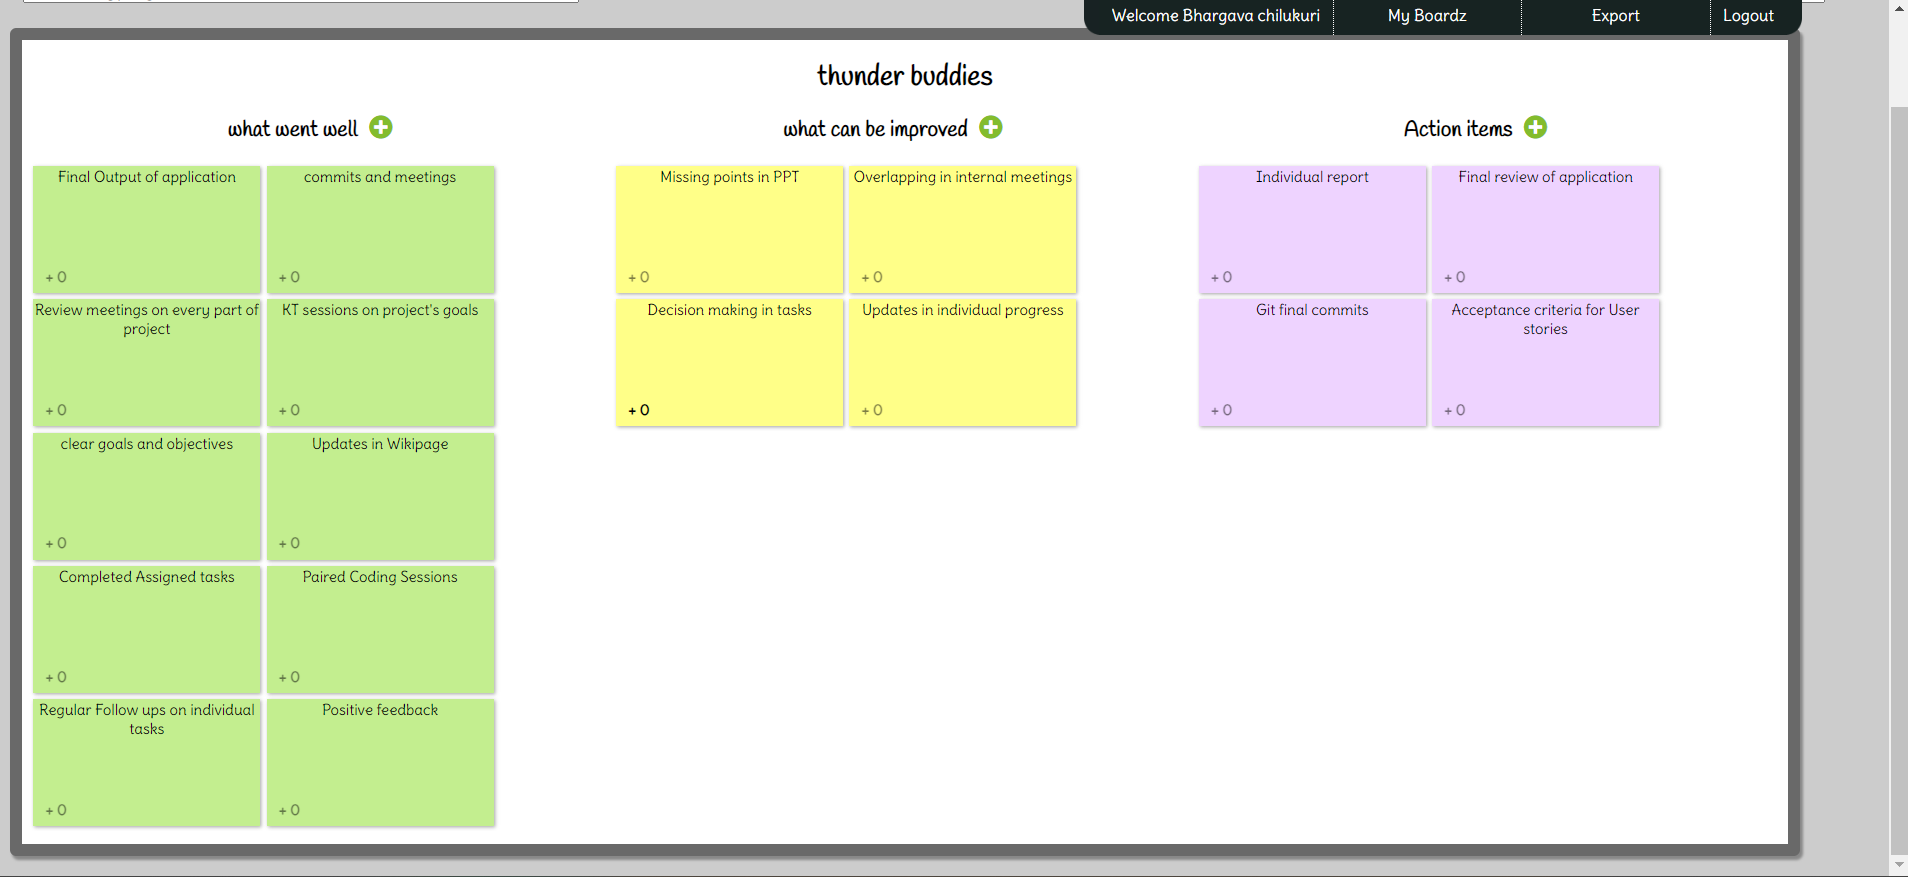 Welcome Bhargava chilukuri
My Boardz
Export
Logout
thunder buddies
what went well
what can be improved
Action items
Final Output of application
+ 0
commits and meetings
+ 0
Review meetings on every part of
project
+ 0
KT sessions on project's goals
+ 0
clear goals and objectives
+ 0
Updates in Wikipage
+ 0
Completed Assigned tasks
+ 0
Paired Coding Sessions
+ 0
Regular Follow ups on individual
tasks
+ 0
Positive feedback
+ 0
Missing points in PPT
+ 0
Overlapping in internal meetings
+ 0
Decision making in tasks
+ 0
Updates in individual progress
+ 0
Individual report
+ 0
Final review of application
+ 0
Git final commits
+ 0
Acceptance criteria for User
stories
+ 0